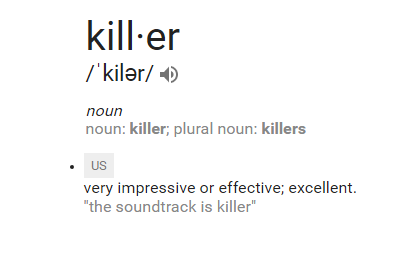 kill·er
/ˈkilər/
noun
noun: killer; plural noun: killers
US
very impressive or effective; excellent.
"the soundtrack is killer"